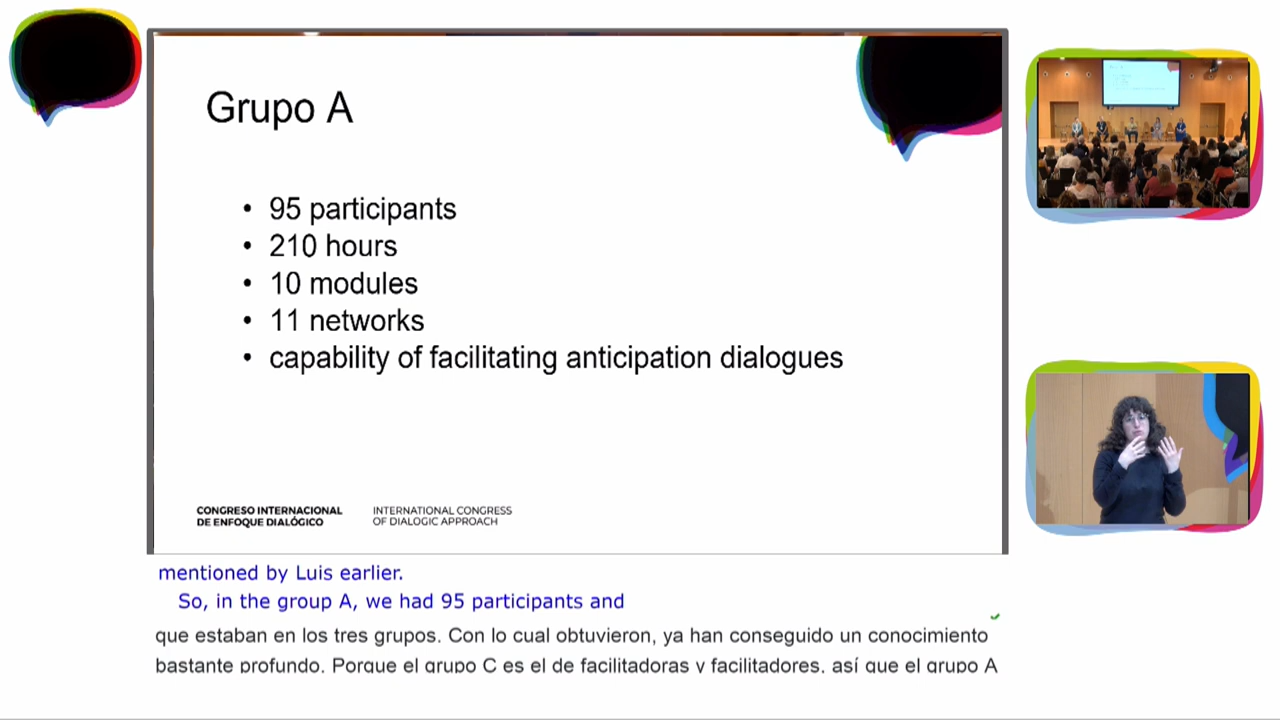 Grupo A
• 95 participants
• 210 hours
• 10 modules
• 11 networks
• capability of facilitating anticipation dialogues
CONGRESO INTERNACIONAL
DE ENFOQUE DIALÓGICO
INTERNATIONAL CONGRESS
OF DIALOGIC APPROACH
mentioned by Luis earlier.
So, in the group A, we had 95 participants and
que estaban en los tres grupos. Con lo cual obtuvieron, ya han conseguido un conocimiento
bastante profundo. Porque el grupo C es el de facilitadoras y facilitadores, así que el grupo A